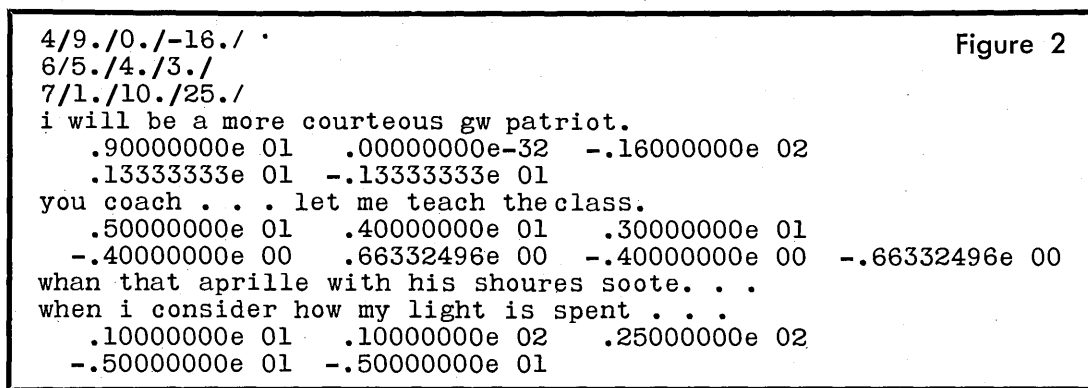 4/9./0./-16./ Figure 2
6/5./4./3./
7/1./10./25./
i will be a more courteous gw patriot.
.90000000e 01 .00000000e-32 -.16000000e 02
.13333333e 01 -.13333333e 01
you coach . . . let me teach the class.
.50000000e 01 .40000000e 01 .30000000e 01
-.40000000e 00 .66332496e 00 -.40000000e 00 -.66332496e 00
whan that aprille with his shoures soote. . .
when i consider how my light is spent . . .
.10000000e 01 .10000000e 02 .25000000e 02
-.50000000e 01 -.50000000e 01